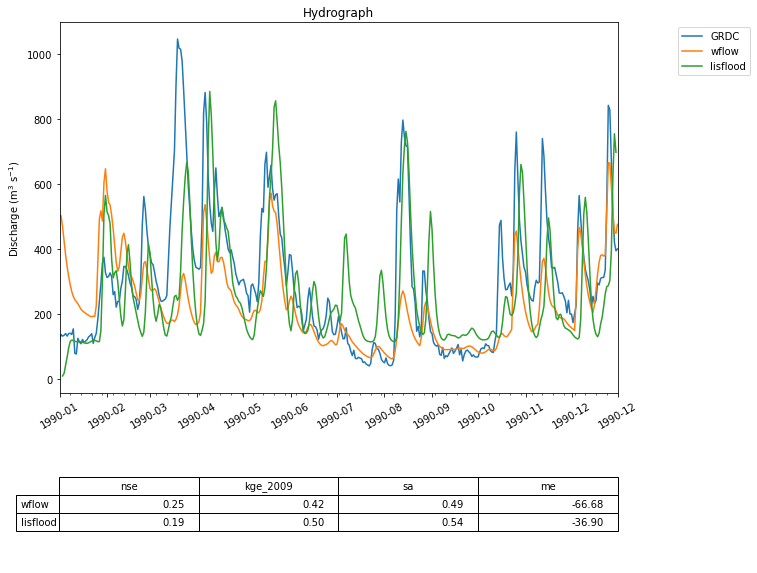 Hydrograph
GRDC
wflow
lisflood
Discharge (m³ s⁻¹)
1000
800
600
400
200
0
1990-01 1990-02 1990-03 1990-04 1990-05 1990-06 1990-07 1990-08 1990-09 1990-10 1990-11 1990-12 1990-12
nse kge_2009 sa me
wflow 0.25 0.42 0.49 -66.68
lisflood 0.19 0.50 0.54 -36.90